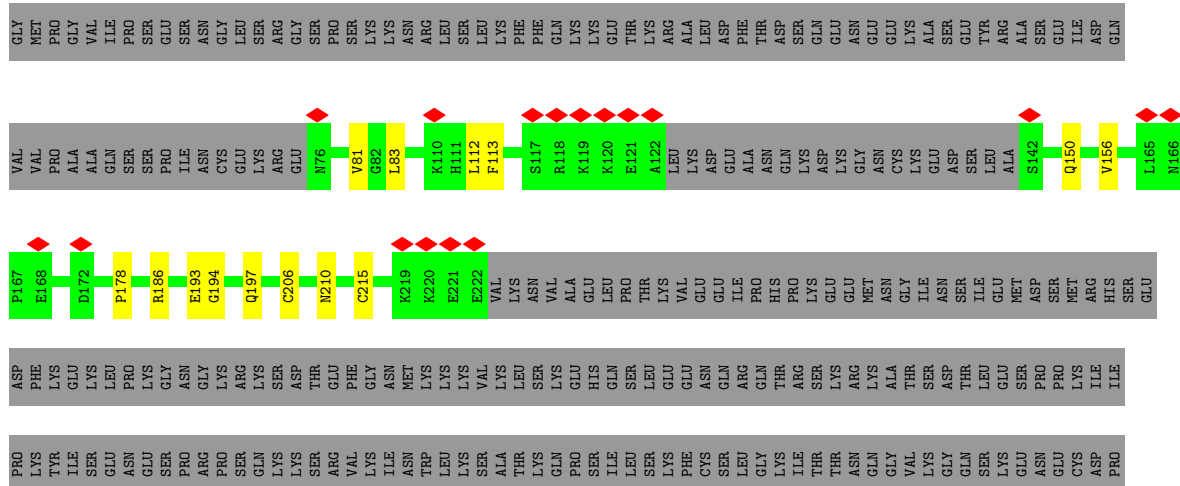 GLY MET PRO GLY VAL ILE PRO SER GLU SER ASN GLY LEU SER ARG GLY SER PRO SER LYS LYS ASN ARG LEU SER LEU LYS PHE PHE GLN LYS LYS GLU THR LYS ARG ALA LEU ASP PHE THR ASP SER GLN GLU ASN GLU GLU LYS ALA SER GLU TYR ARG ALA SER GLU ILE ASP GLN
VAL VAL PRO ALA ALA GLN SER SER PRO ILE ASN CYS GLU LYS ARG GLU N76 V81 G82 L83 K110 H111 L112 F113 S117 R118 K119 K120 E121 A122 LEU LYS ASP GLU ALA ASN GLN LYS ASP LYS GLY ASN CYS LYS GLU ASP SER LEU ALA S142 Q150 V156 L165 N166
P167 E168 D172 P178 R186 E193 G194 Q197 C206 N210 C215 K219 K220 E221 E222 VAL LYS ASN VAL ALA GLU LEU PRO THR LYS VAL GLU GLU ILE PRO HIS PRO LYS GLU GLU MET ASN GLY ILE ASN SER ILE GLU MET ASP SER MET ARG HIS SER GLU
ASP PHE LYS GLU LYS LEU PRO LYS GLY ASN GLY LYS ARG LYS SER ASP THR GLU PHE GLY ASN MET LYS LYS LYS VAL LYS LEU SER LYS GLU HIS GLN SER LEU GLU GLU ASN GLN ARG GLN THR ARG SER LYS ARG LYS ALA THR SER ASP THR LEU GLU SER PRO PRO LYS ILE ILE
PRO LYS TYR ILE SER GLU ASN GLU SER PRO ARG PRO SER GLN LYS LYS SER ARG VAL LYS ILE ASN TRP LEU LYS SER ALA THR LYS GLN PRO SER ILE LEU SER LYS PHE CYS SER LEU GLY LYS ILE THR THR ASN GLN GLY VAL LYS GLY GLN SER LYS GLU ASN GLU CYS ASP PRO